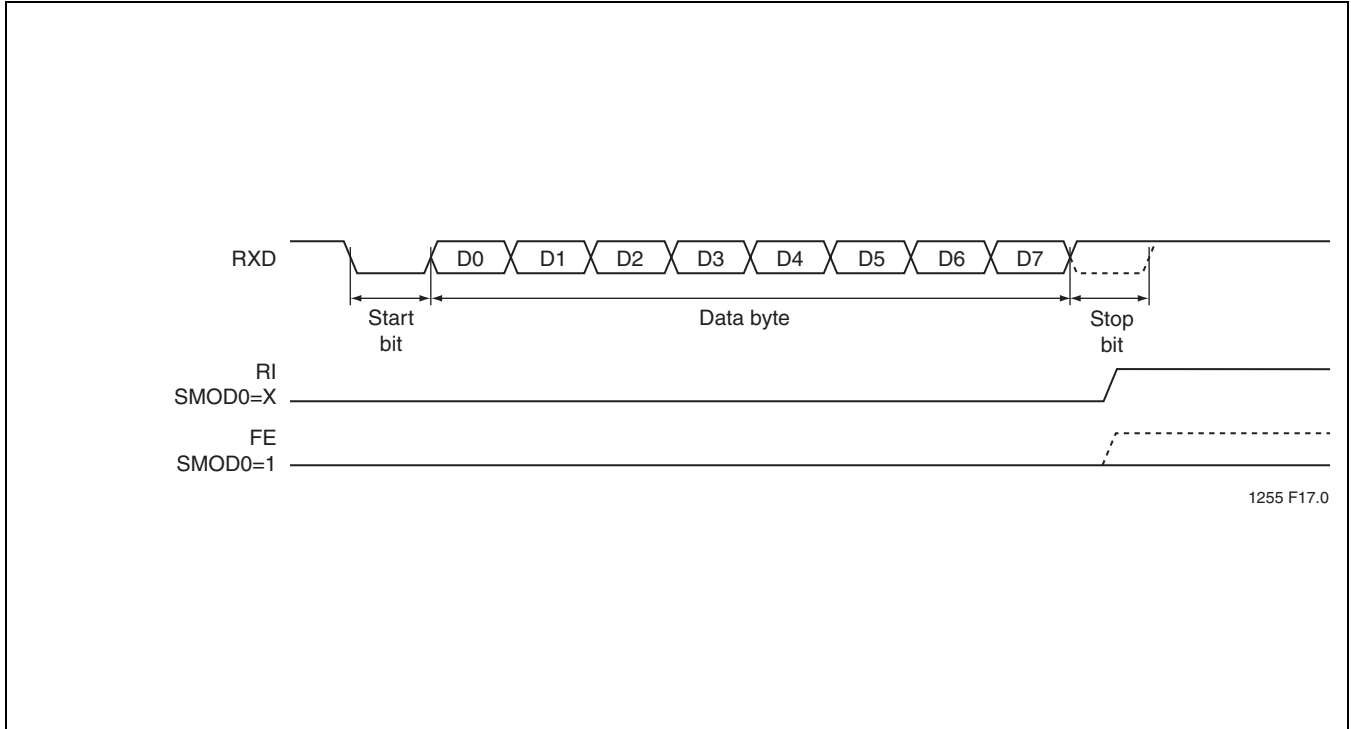 RXD
D0 D1 D2 D3 D4 D5 D6 D7
Start
bit
Data byte
Stop
bit
RI
SMOD0=X
FE
SMOD0=1
1255 F17.0